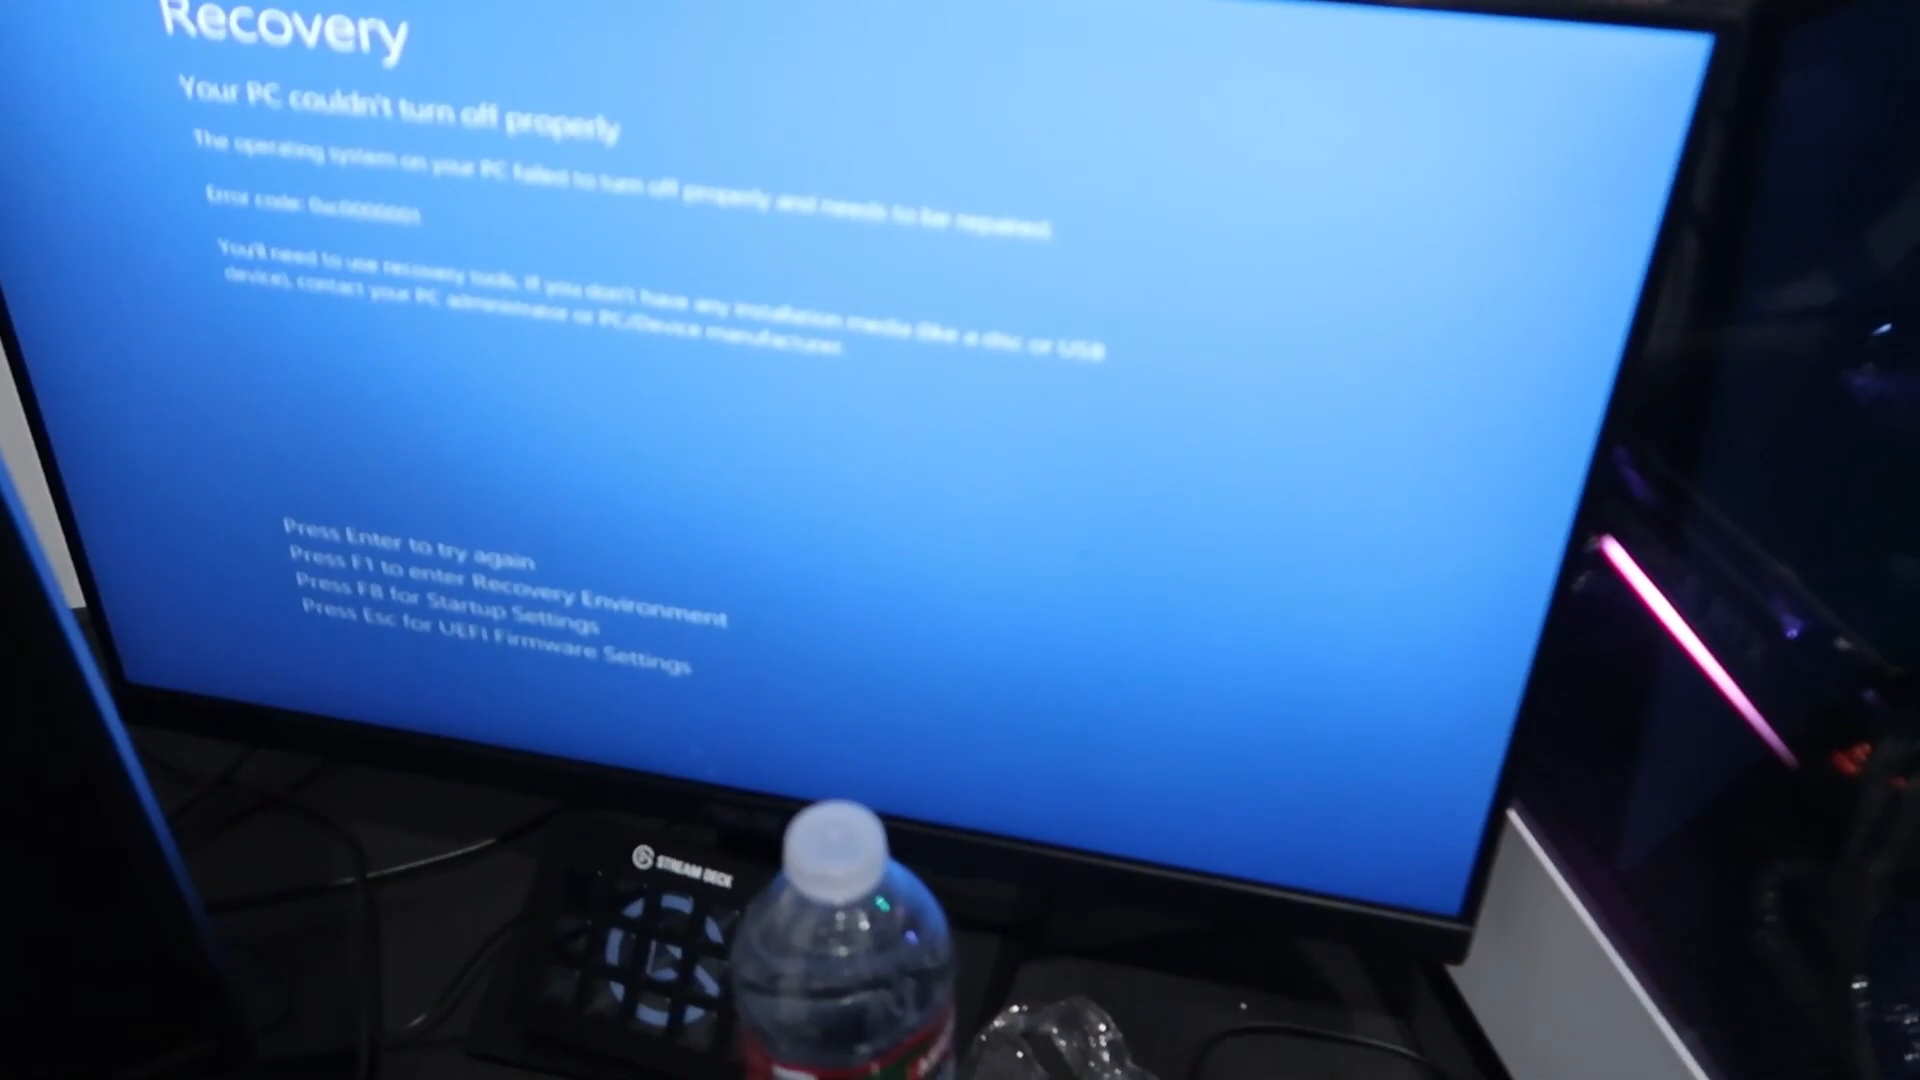 Recovery
Your PC couldn't turn off properly
The operating system on your PC failed to turn off properly and needs to be repaired.
Error code: 0xc0000001
You'll need to use recovery tools. If you don't have any installation media (like a disc or USB
device), contact your PC administrator or PC/Device manufacturer.
Press Enter to try again
Press F1 to enter Recovery Environment
Press F8 for Startup Settings
Press Esc for UEFI Firmware Settings
STREAM DECK